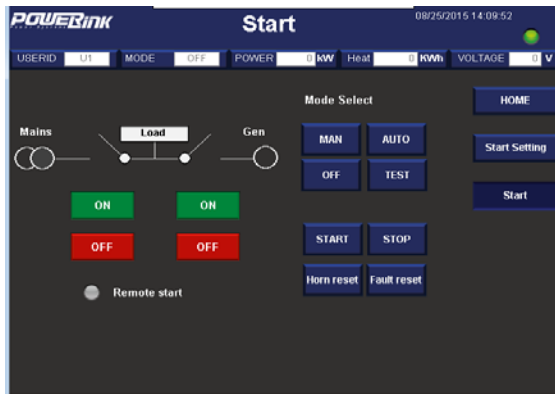 POWERlink
Start
08/25/2015 14:09:52
USERID U1 MODE OFF POWER 0 kW Heat 0 KWh VOLTAGE 0 V
Mode Select
HOME
Mains Load Gen
MAN AUTO
Start Setting
OFF TEST
ON ON
Start
OFF OFF
START STOP
Horn reset Fault reset
Remote start